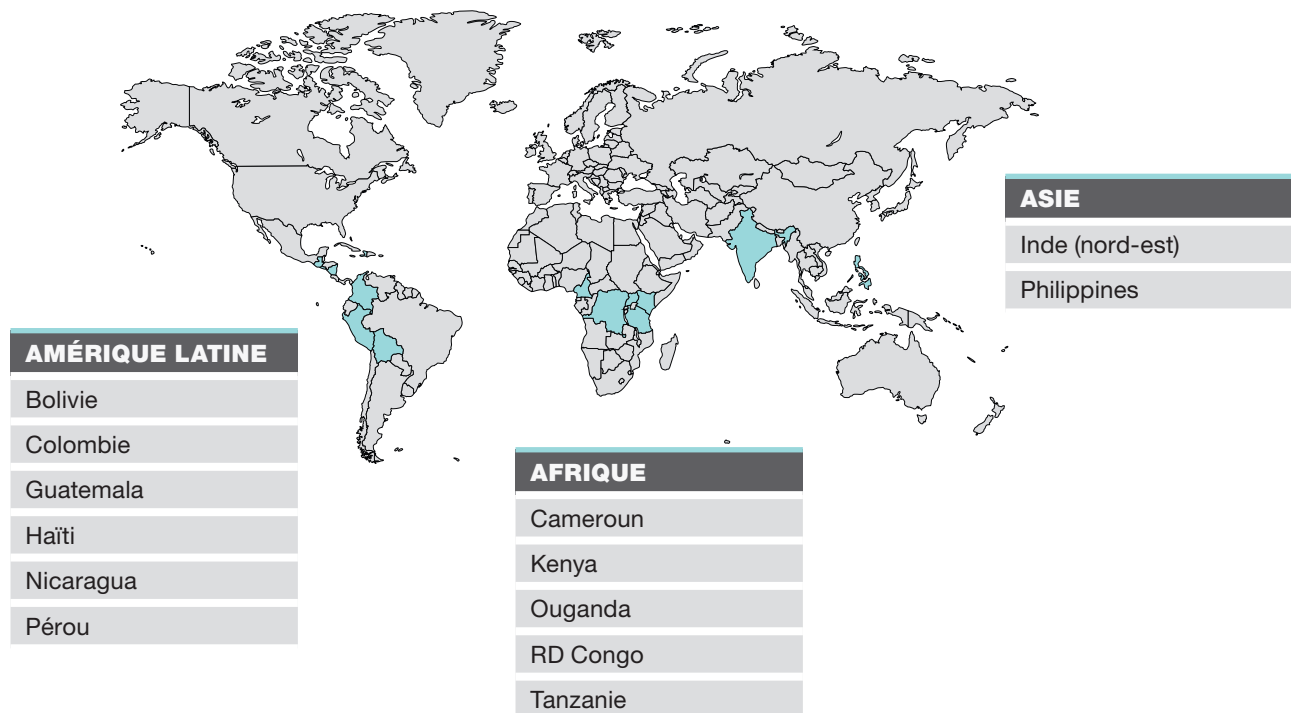 ASIE
Inde (nord-est)
Philippines
AMÉRIQUE LATINE
Bolivie
Colombie
Guatemala
Haïti
Nicaragua
Pérou
AFRIQUE
Cameroun
Kenya
Ouganda
RD Congo
Tanzanie